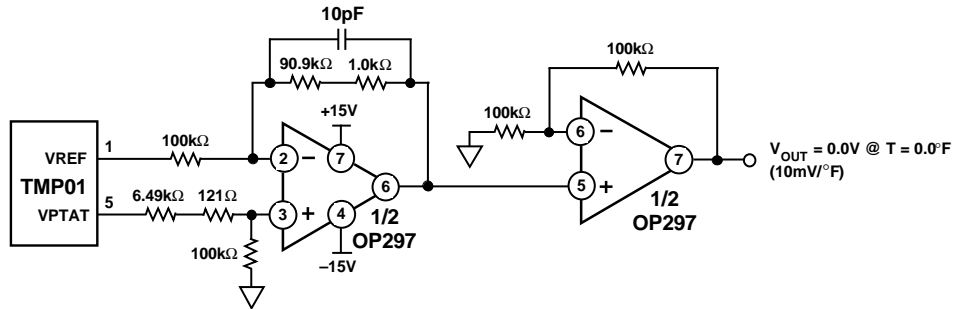 10pF
90.9kΩ 1.0kΩ
100kΩ
+15V
100kΩ
100kΩ
1
VREF
TMP01
VPTAT
5
6.49kΩ 121Ω
100kΩ
2
−
7
3
+
4
6
1/2
OP297
–15V
6
−
5
+
7
1/2
OP297
VOUT = 0.0V @ T = 0.0°F
(10mV/°F)